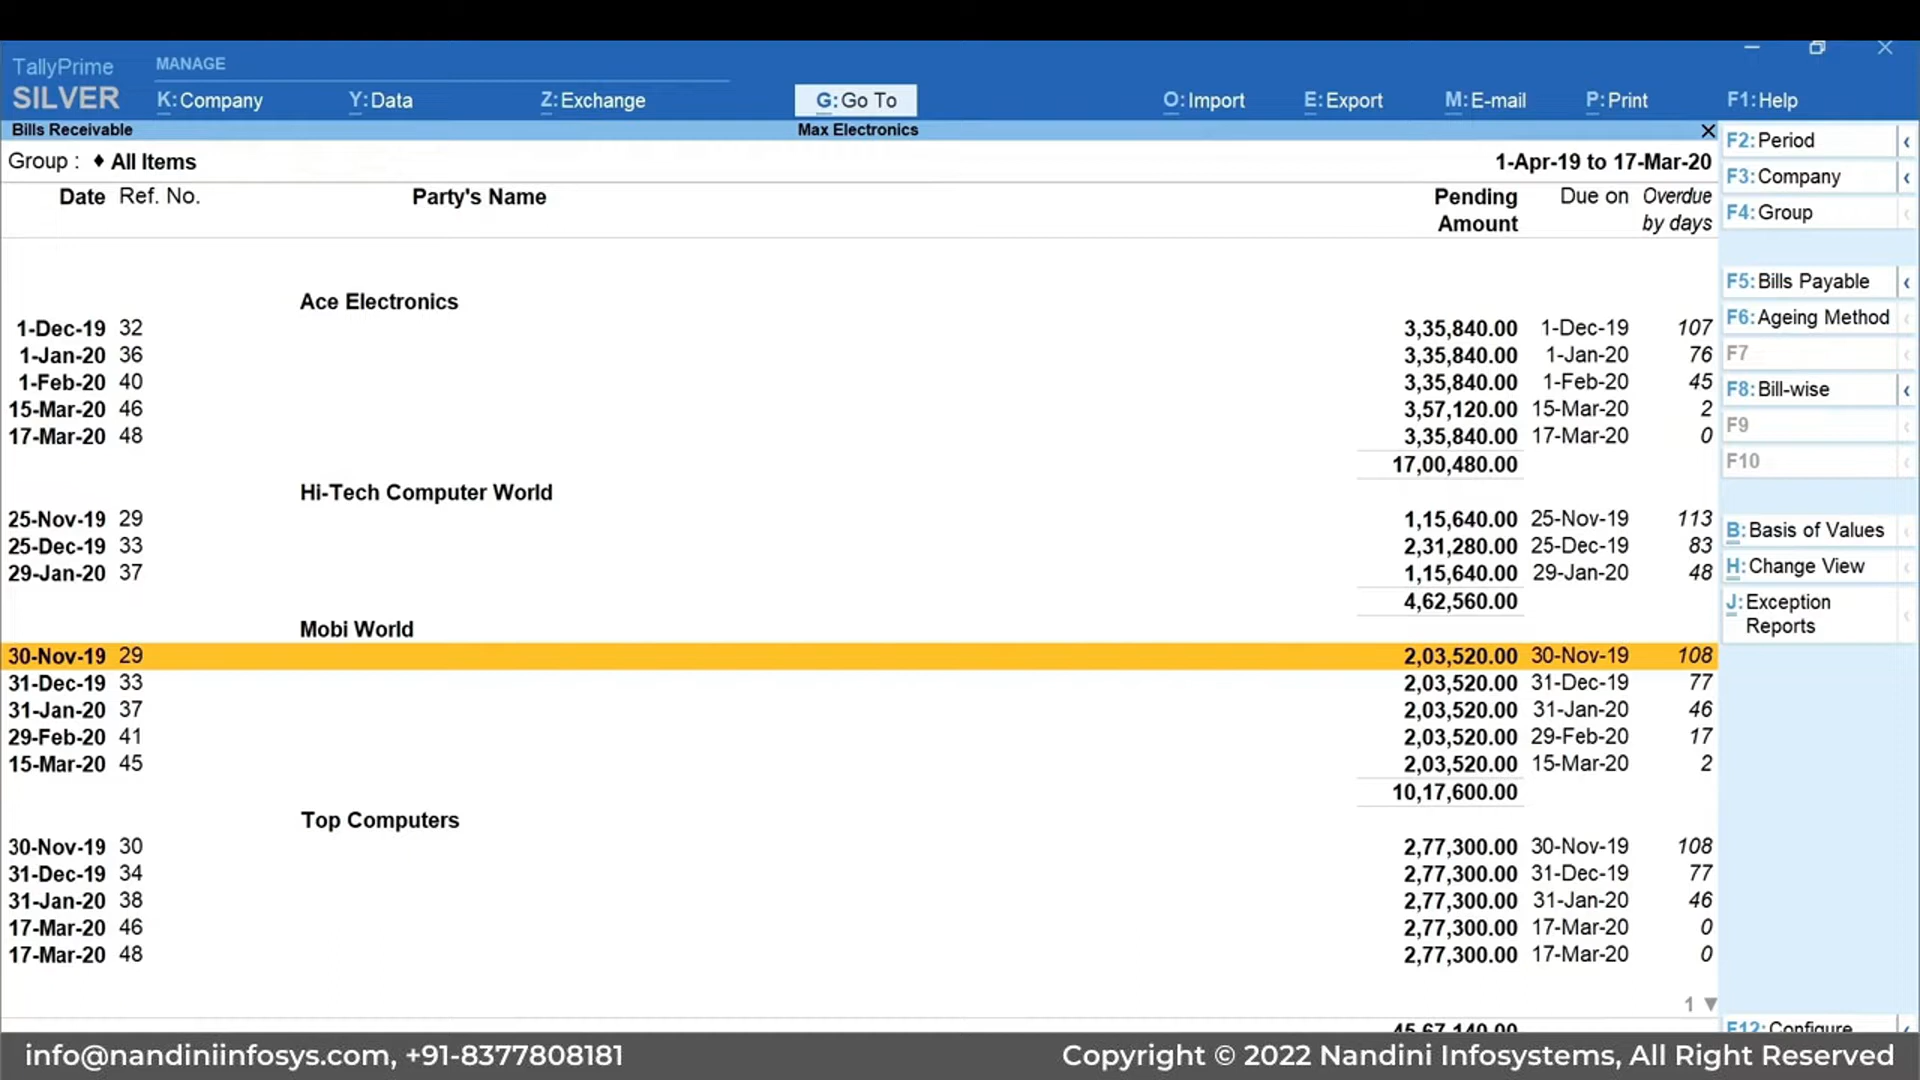 TallyPrime
SILVER
MANAGE
K:Company Y:Data Z:Exchange G:Go To O:Import E:Export M:E-mail P:Print F1:Help
Bills Receivable Max Electronics
Group : ♦ All Items 1-Apr-19 to 17-Mar-20
Date Ref. No. Party's Name Pending Amount Due on Overdue by days
Ace Electronics
1-Dec-19 32 3,35,840.00 1-Dec-19 107
1-Jan-20 36 3,35,840.00 1-Jan-20 76
1-Feb-20 40 3,35,840.00 1-Feb-20 45
15-Mar-20 46 3,57,120.00 15-Mar-20 2
17-Mar-20 48 3,35,840.00 17-Mar-20 0
17,00,480.00
Hi-Tech Computer World
25-Nov-19 29 1,15,640.00 25-Nov-19 113
25-Dec-19 33 2,31,280.00 25-Dec-19 83
29-Jan-20 37 1,15,640.00 29-Jan-20 48
4,62,560.00
Mobi World
30-Nov-19 29 2,03,520.00 30-Nov-19 108
31-Dec-19 33 2,03,520.00 31-Dec-19 77
31-Jan-20 37 2,03,520.00 31-Jan-20 46
29-Feb-20 41 2,03,520.00 29-Feb-20 17
15-Mar-20 45 2,03,520.00 15-Mar-20 2
10,17,600.00
Top Computers
30-Nov-19 30 2,77,300.00 30-Nov-19 108
31-Dec-19 34 2,77,300.00 31-Dec-19 77
31-Jan-20 38 2,77,300.00 31-Jan-20 46
17-Mar-20 46 2,77,300.00 17-Mar-20 0
17-Mar-20 48 2,77,300.00 17-Mar-20 0
1 ▼
45,67,140.00
F2:Period
F3:Company
F4:Group
F5:Bills Payable
F6:Ageing Method
F7
F8:Bill-wise
F9
F10
B:Basis of Values
H:Change View
J:Exception
Reports
F12:Configure
info@nandiniinfosys.com, +91-8377808181 Copyright © 2022 Nandini Infosystems, All Right Reserved